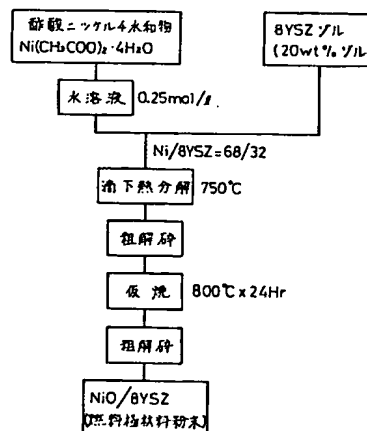 酢酸ニッケル4水和物
Ni(CH₃COO)₂・4H₂O
8YSZ ゾル
(20wt% ゾル
水溶液
0.25mol/ℓ
Ni/8YSZ=68/32
滴下熱分解
750℃
粗解砕
仮焼
800℃ x 24Hr
粗解砕
NiO/8YSZ
(燃料極材料粉末)